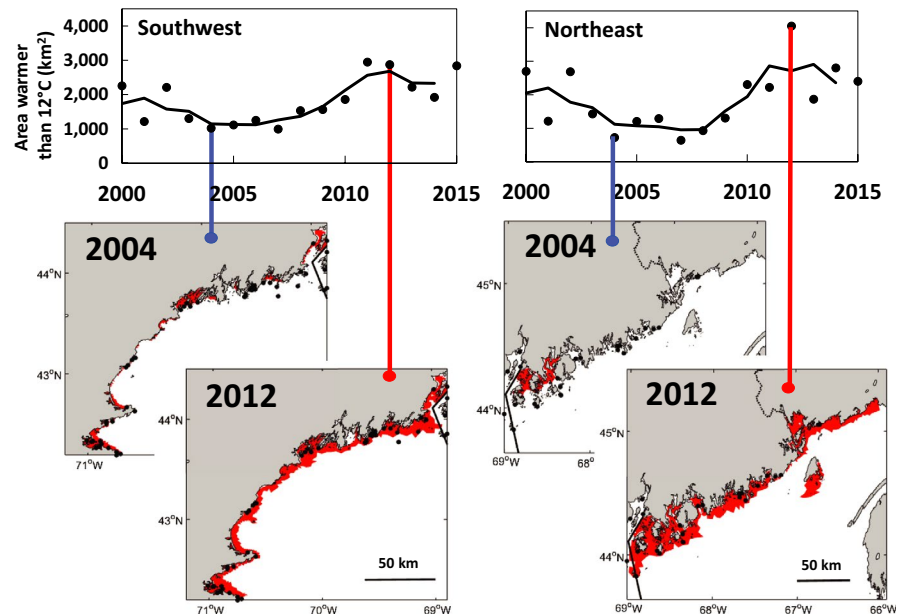 Southwest
Northeast
Area warmer
than 12°C (km²)
4,000
3,000
2,000
1,000
0
2000
2005
2010
2015
2000
2005
2010
2015
2004
44°N
43°N
71°W
2012
44°N
43°N
71°W
70°W
69°W
50 km
2004
45°N
44°N
69°W
68°
2012
45°N
44°N
69°W
68°W
67°W
66°W
50 km